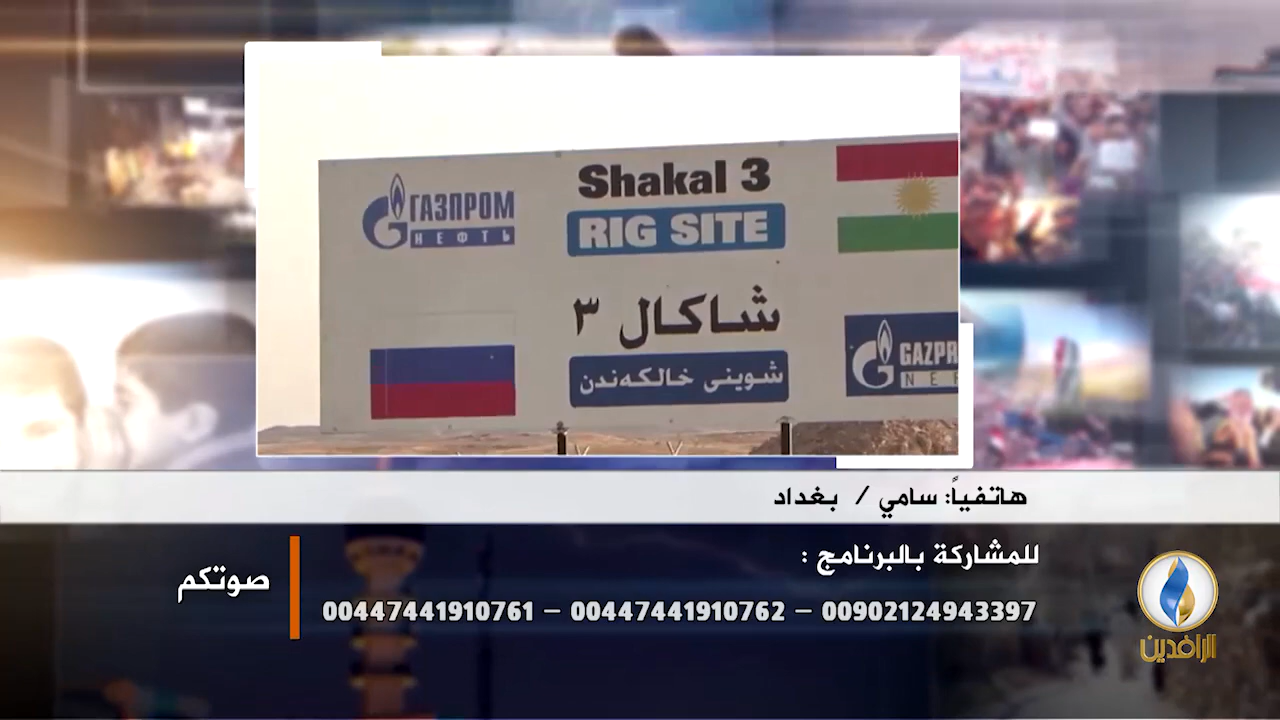 ГАЗПРОМ
НЕФТЬ
Shakal 3
RIG SITE
شاكال ٣
شوينى خالكەندن
GAZPR
NEF
هاتفياً: سامي / بغداد
للمشاركة بالبرنامج :
00447441910761 – 00447441910762 – 00902124943397
صوتكم
الرافدين